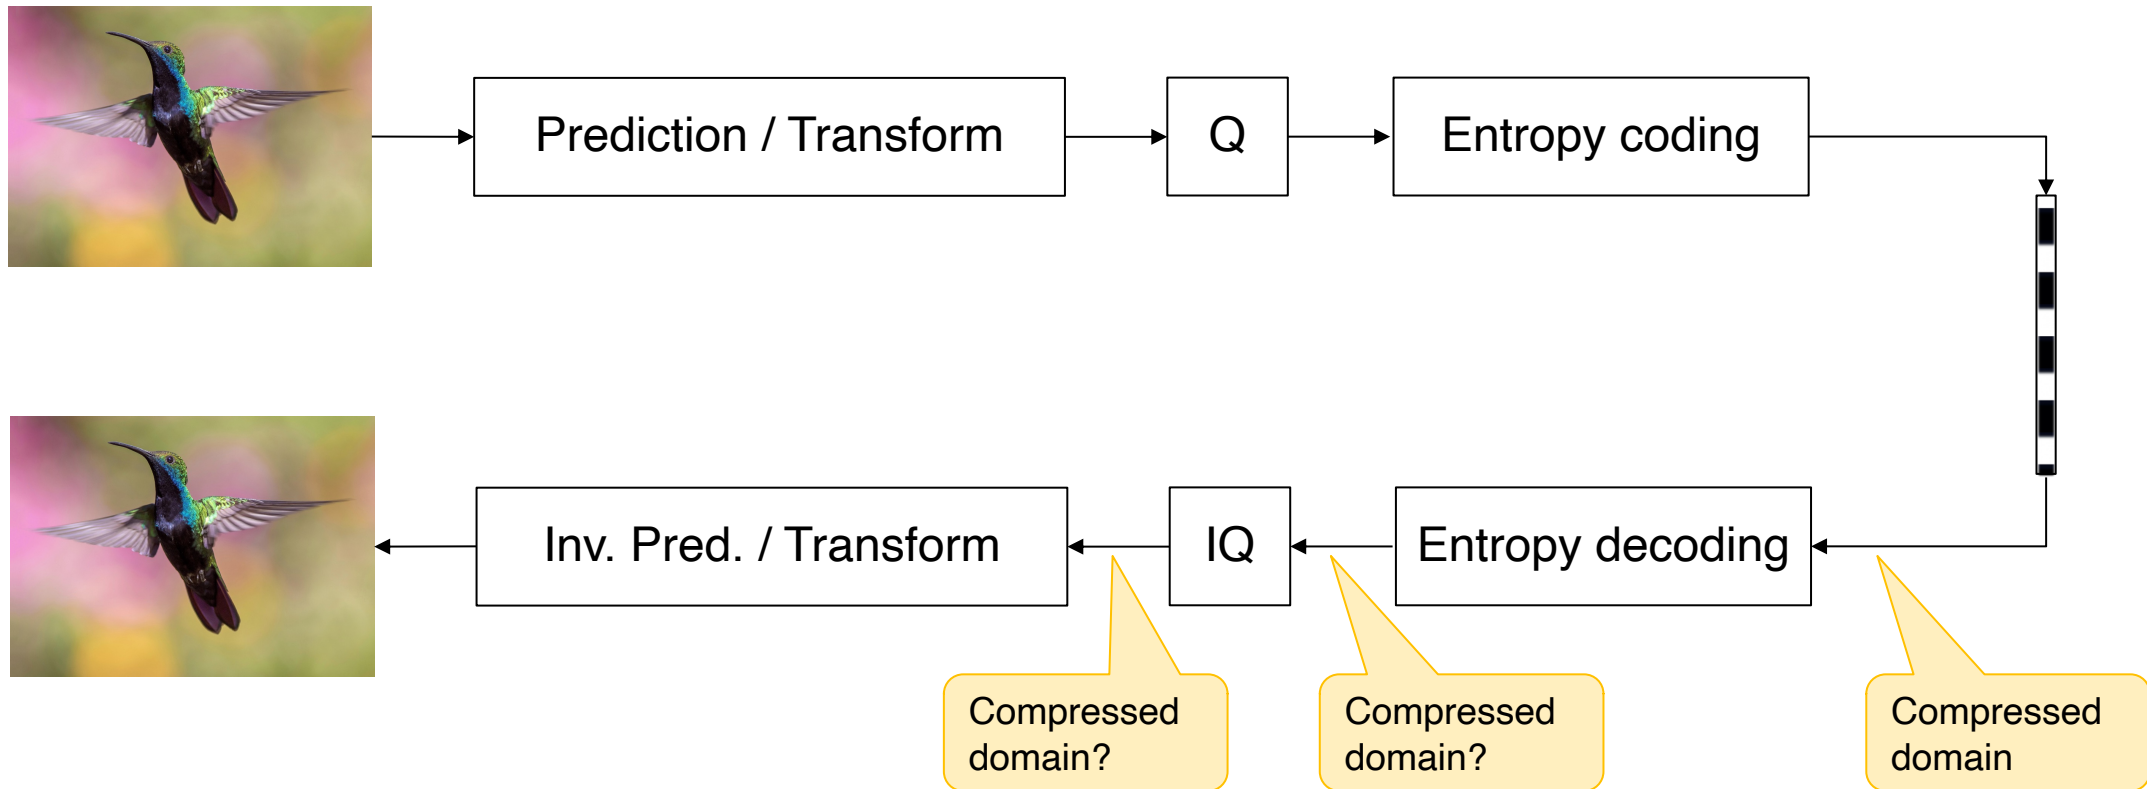 Prediction / Transform
Q
Entropy coding
Inv. Pred. / Transform
IQ
Entropy decoding
Compressed
domain?
Compressed
domain?
Compressed
domain